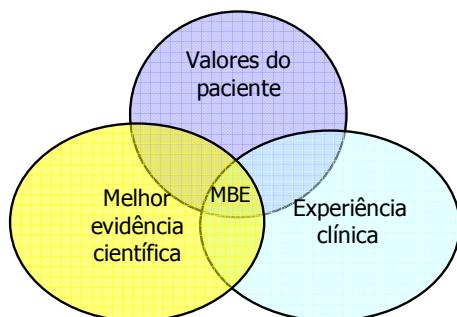 Valores do
paciente
MBE
Melhor
evidência
científica
Experiência
clínica